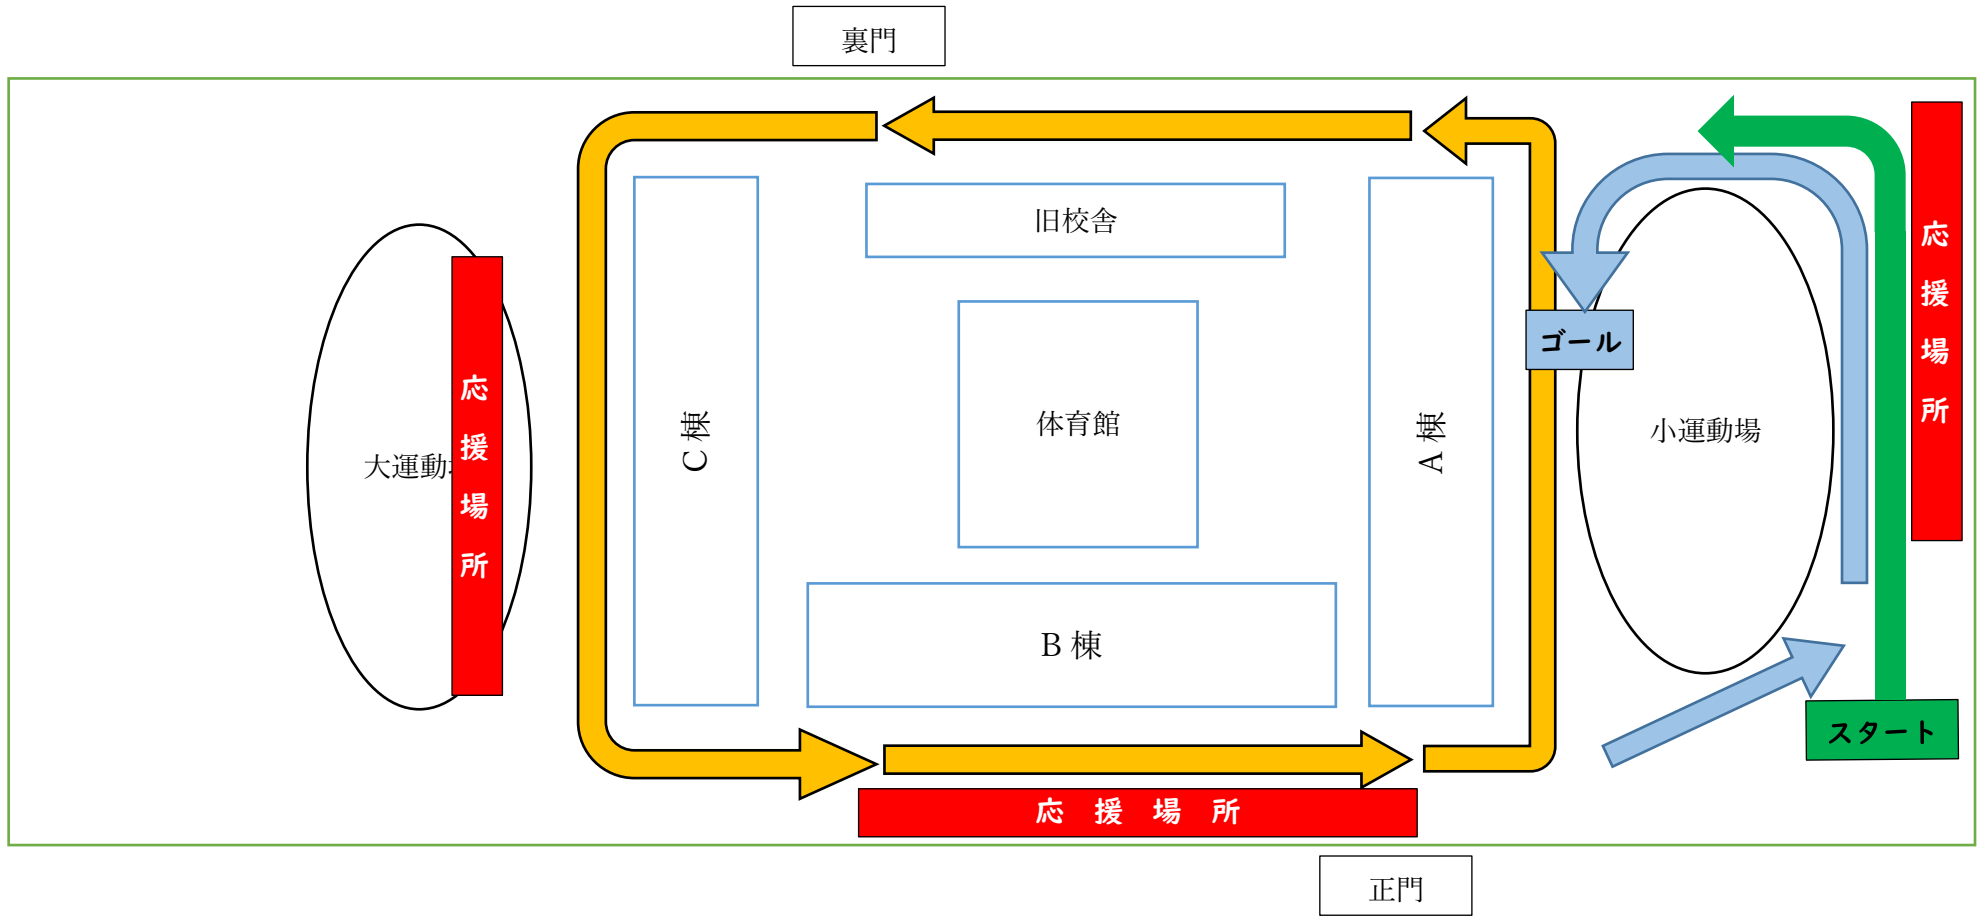 裏門
旧校舎
応援場所
ゴール
体育館
C棟
A棟
小運動場
大運動
応援場所
B棟
スタート
応援場所
正門